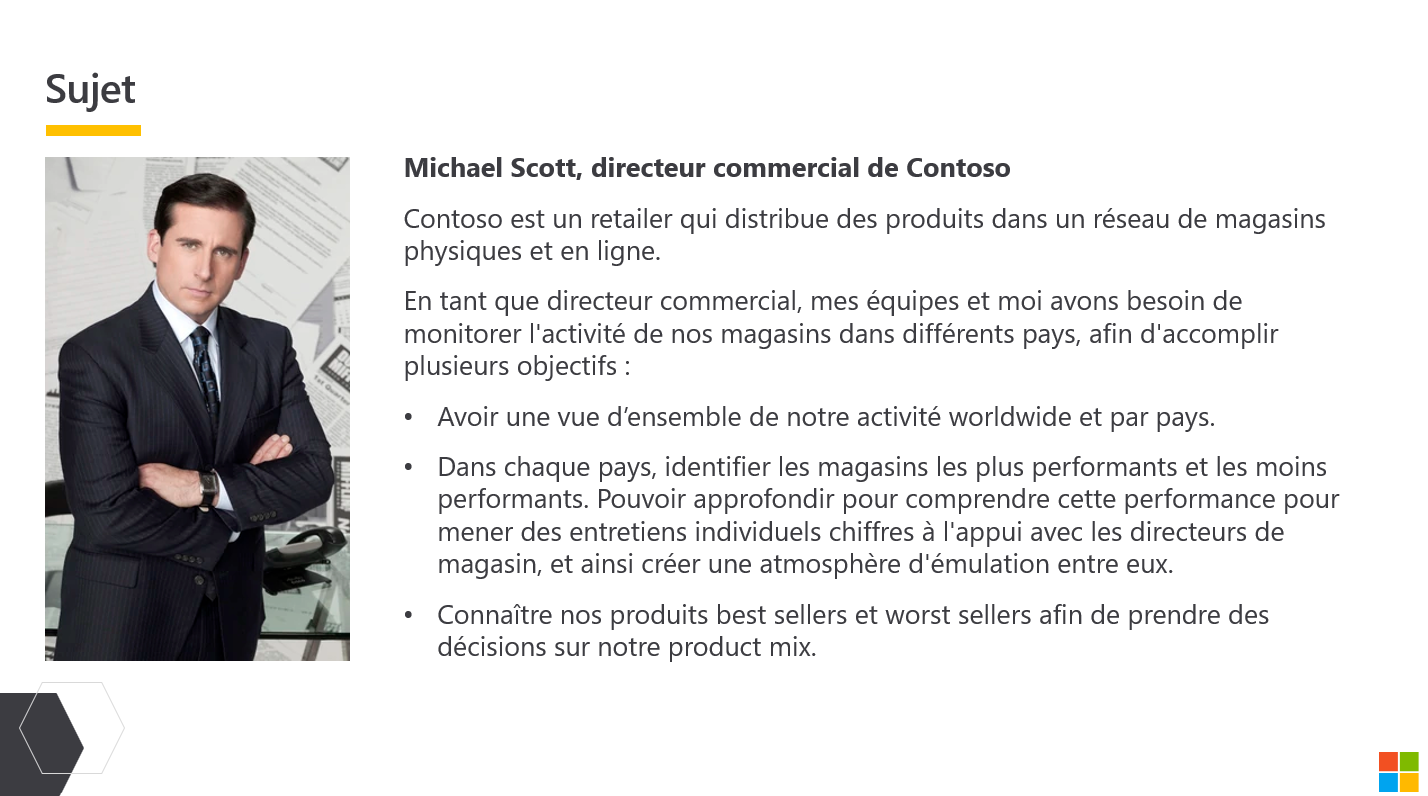 Sujet
Michael Scott, directeur commercial de Contoso
Contoso est un retailer qui distribue des produits dans un réseau de magasins
physiques et en ligne.
En tant que directeur commercial, mes équipes et moi avons besoin de
monitorer l'activité de nos magasins dans différents pays, afin d'accomplir
plusieurs objectifs :
• Avoir une vue d’ensemble de notre activité worldwide et par pays.
• Dans chaque pays, identifier les magasins les plus performants et les moins
performants. Pouvoir approfondir pour comprendre cette performance pour
mener des entretiens individuels chiffres à l'appui avec les directeurs de
magasin, et ainsi créer une atmosphère d'émulation entre eux.
• Connaître nos produits best sellers et worst sellers afin de prendre des
décisions sur notre product mix.